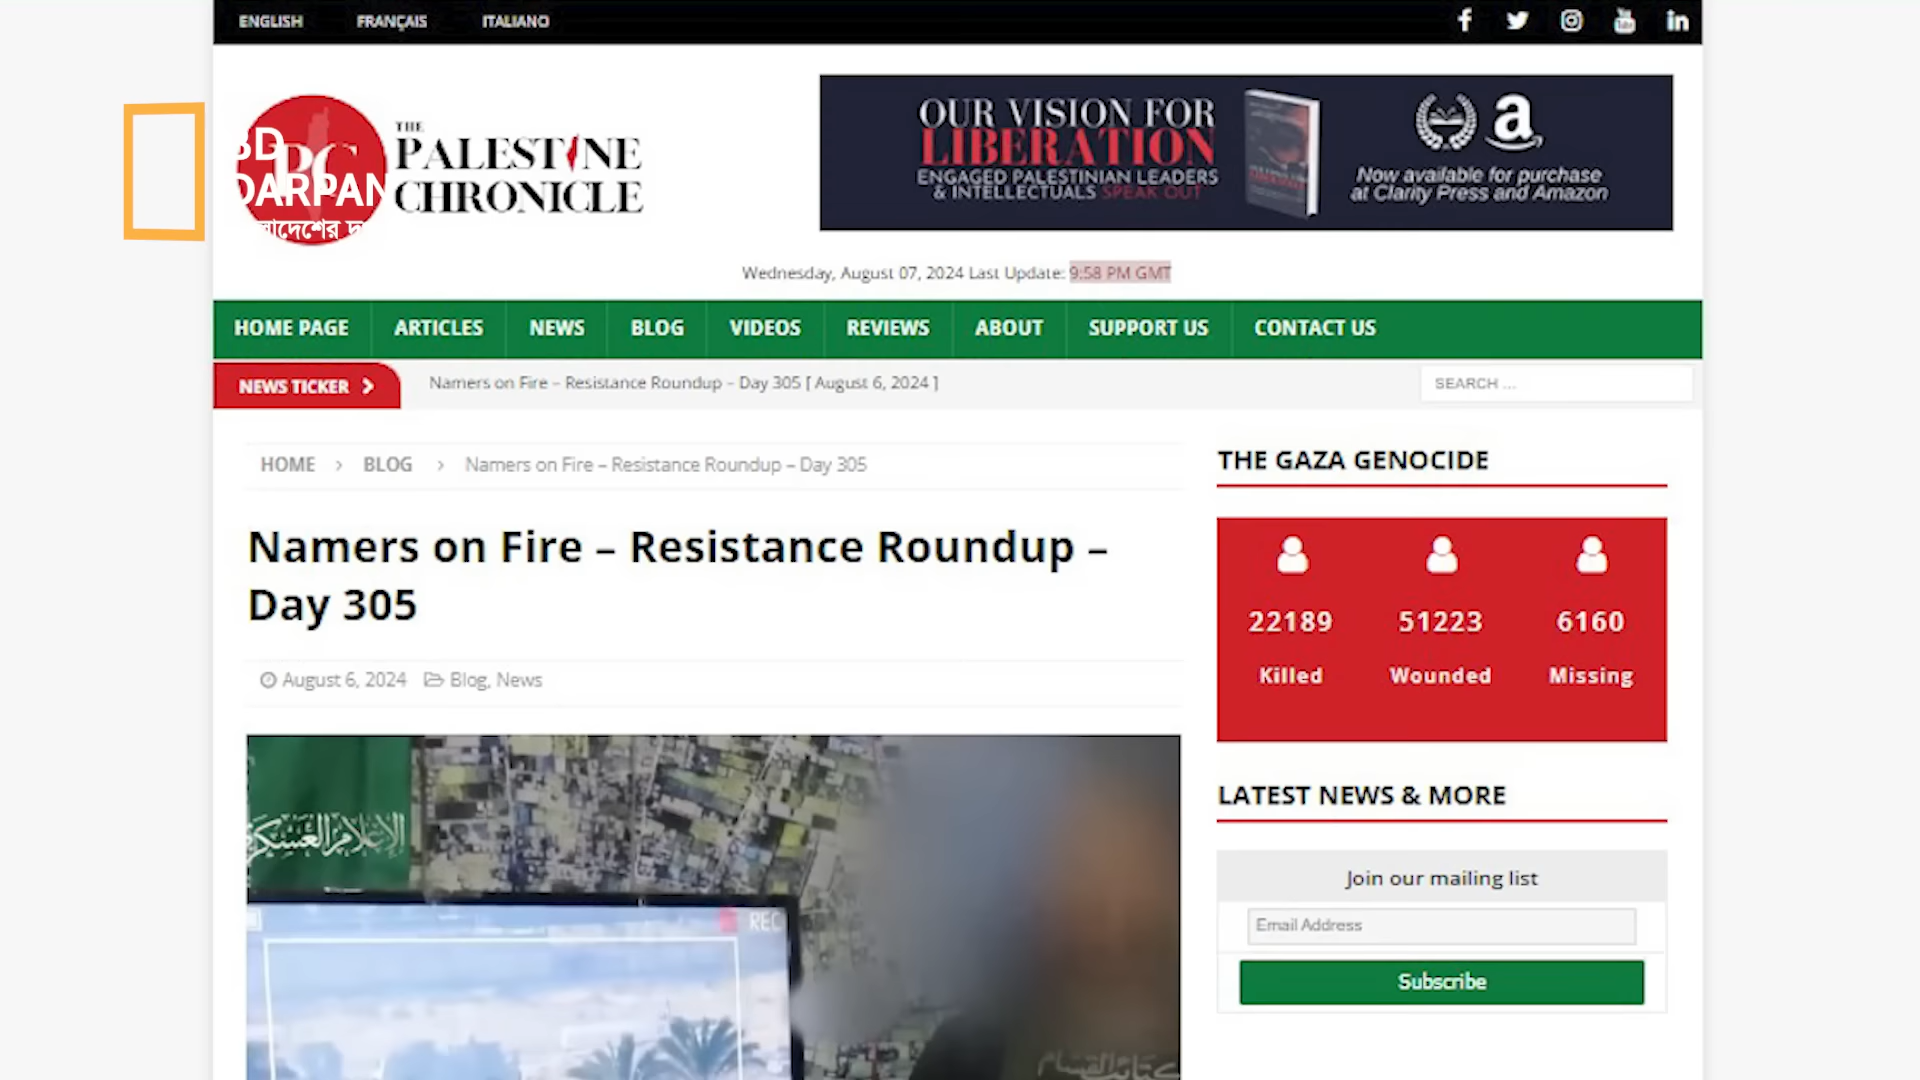 ENGLISH FRANÇAIS ITALIANO
BD
DARPAN
PC
THE
PALESTINE
CHRONICLE
OUR VISION FOR
LIBERATION
ENGAGED PALESTINIAN LEADERS
& INTELLECTUALS SPEAK OUT
a
Now available for purchase
at Clarity Press and Amazon
Wednesday, August 07, 2024 Last Update: 9:58 PM GMT
HOME PAGE ARTICLES NEWS BLOG VIDEOS REVIEWS ABOUT SUPPORT US CONTACT US
NEWS TICKER
Namers on Fire – Resistance Roundup – Day 305 [ August 6, 2024 ]
SEARCH ...
HOME › BLOG › Namers on Fire – Resistance Roundup – Day 305
Namers on Fire – Resistance Roundup –
Day 305
August 6, 2024 Blog, News
الإعلام العسكري
REC
كتائب القسام
THE GAZA GENOCIDE
22189 51223 6160
Killed Wounded Missing
LATEST NEWS & MORE
Join our mailing list
Email Address
Subscribe